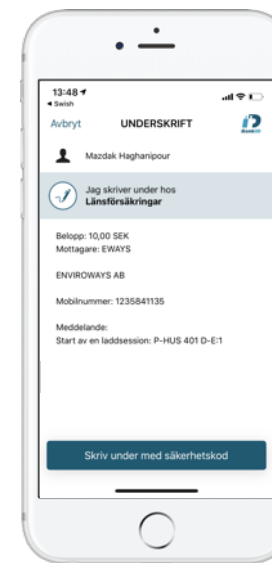 13:48
◀ Swish
Avbryt
UNDERSKRIFT
BankID
Mazdak Haghanipour
Jag skriver under hos
Länsförsäkringar
Belopp: 10,00 SEK
Mottagare: EWAYS
ENVIROWAYS AB
Mobilnummer: 1235841135
Meddelande:
Start av en laddsession: P-HUS 401 D-E:1
Skriv under med säkerhetskod